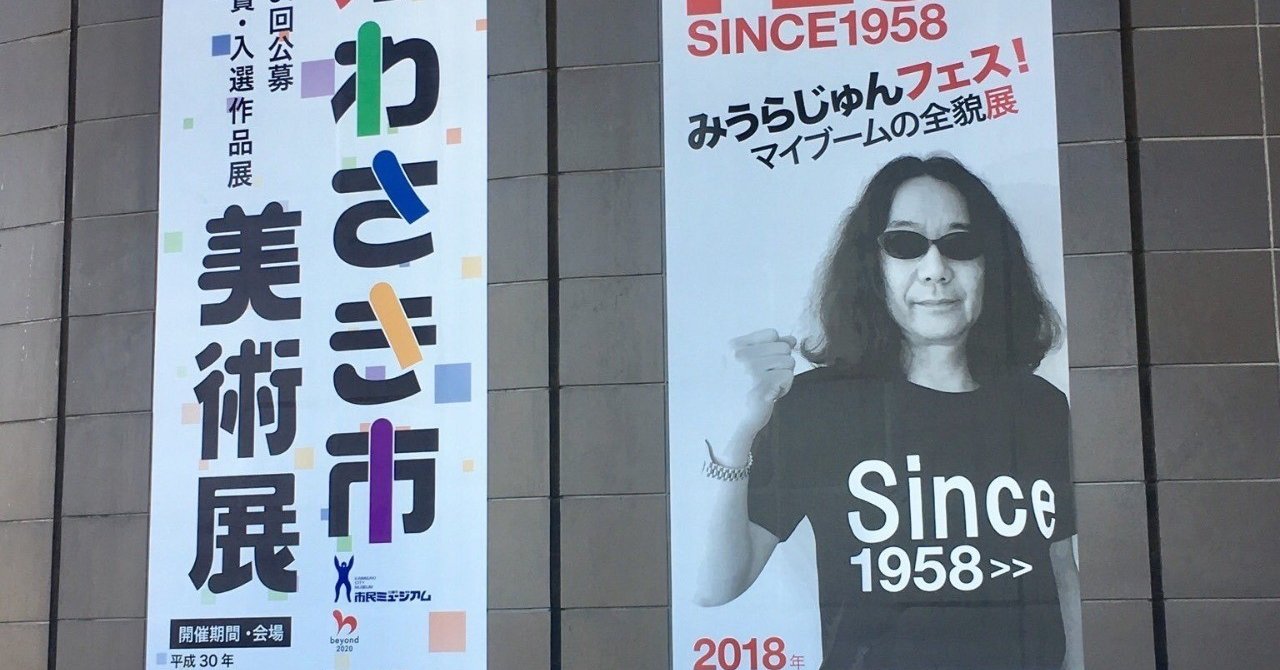 回公募
賞・入選作品展
わさき市
美術展
KAWASAKI
CITY
MUSEUM
市民ミュージアム
beyond
2020
開催期間・会場
平成30年
SINCE1958
みうらじゅんフェス!
マイブームの全貌展
Since
1958>>
2018年